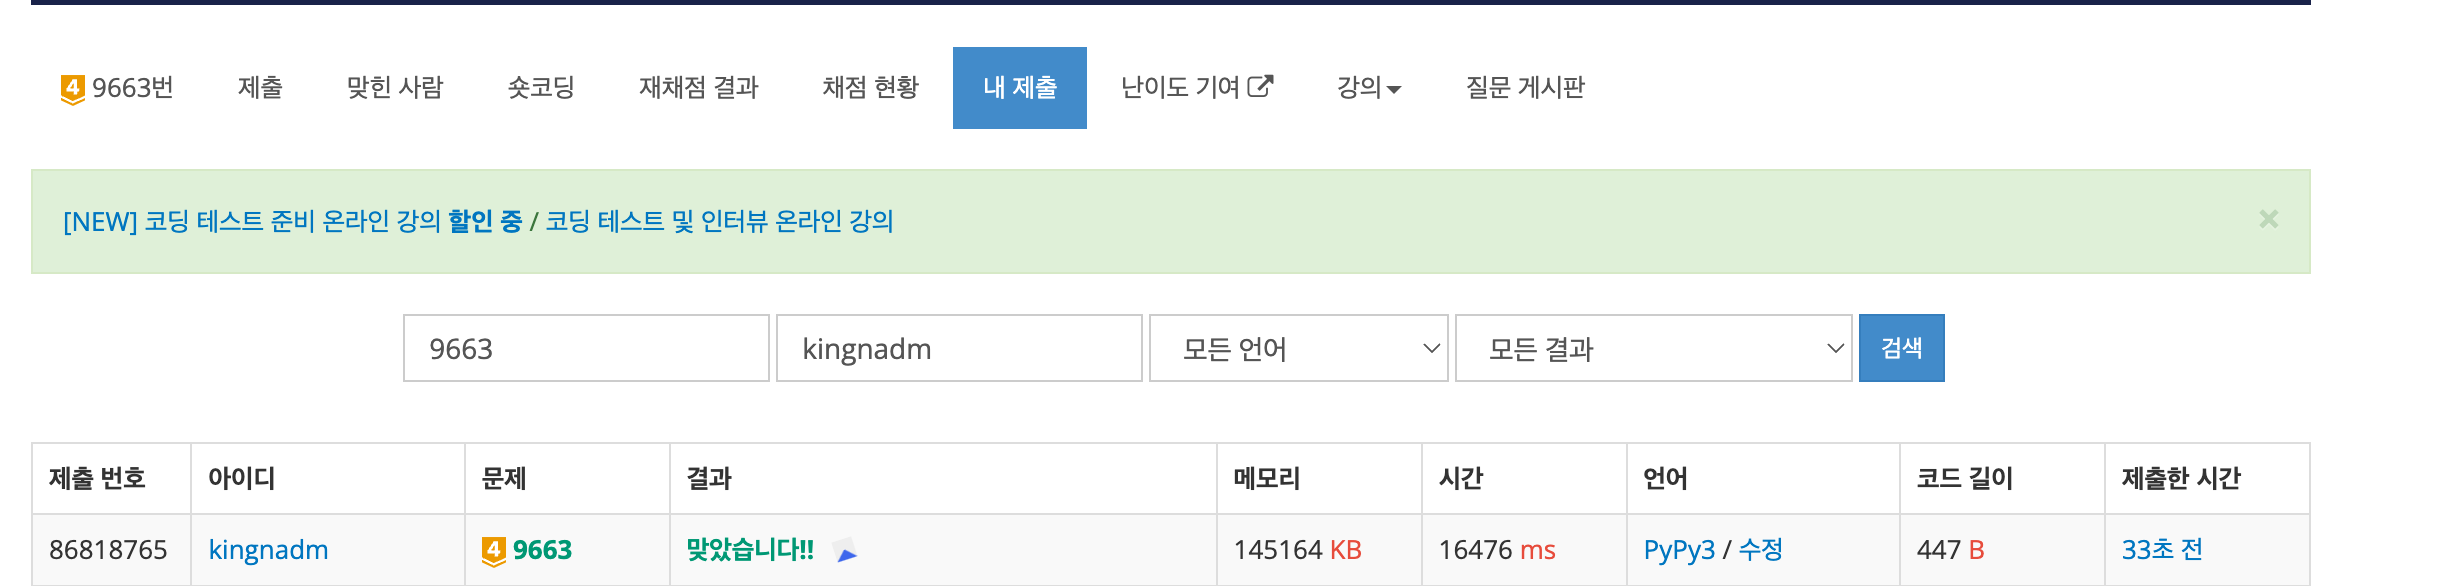 4 9663번 제출 맞힌 사람 숏코딩 재채점 결과 채점 현황 내 제출 난이도 기여 강의 질문 게시판
[NEW] 코딩 테스트 준비 온라인 강의 할인 중 / 코딩 테스트 및 인터뷰 온라인 강의 ×
9663 kingnadm 모든 언어 모든 결과 검색
제출 번호 아이디 문제 결과 메모리 시간 언어 코드 길이 제출한 시간
86818765 kingnadm 4 9663 맞았습니다!! 145164 KB 16476 ms PyPy3 / 수정 447 B 33초 전